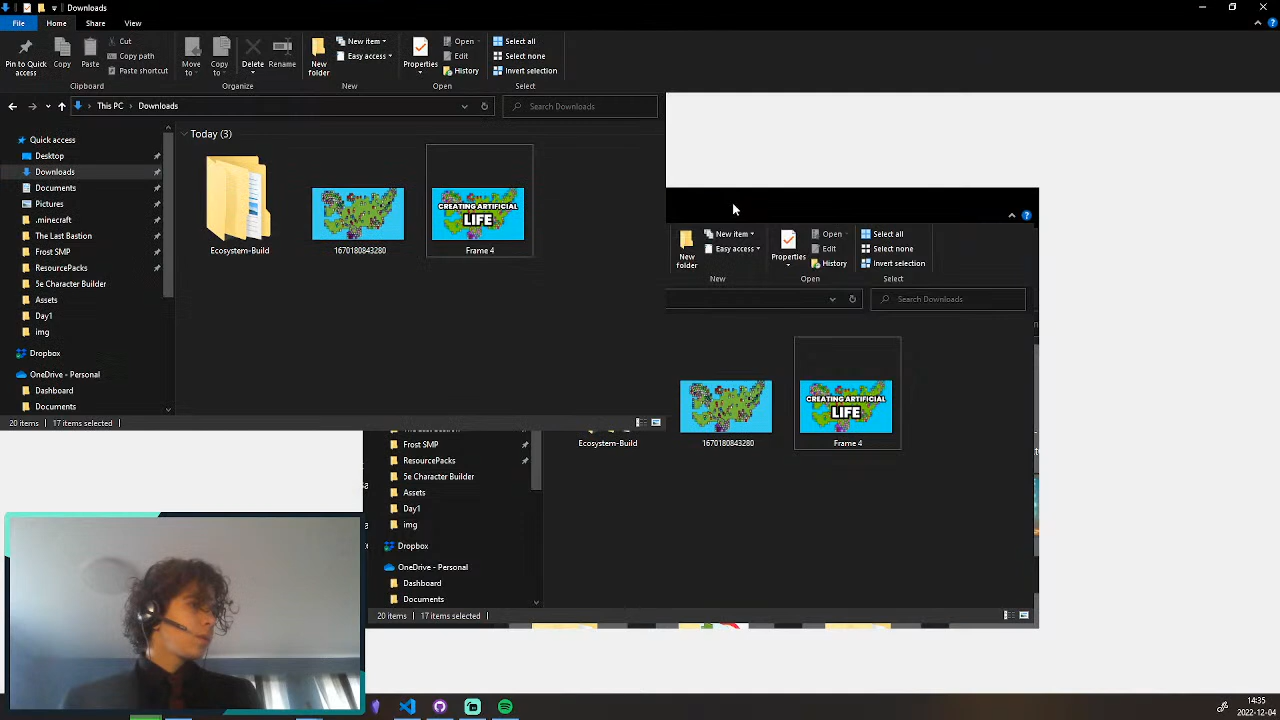 Downloads
File Home Share View
Pin to Quick access
Copy
Paste
Cut
Copy path
Paste shortcut
Clipboard
Move to
Copy to
Delete
Rename
Organize
New folder
New item
Easy access
New
Properties
Open
Edit
History
Open
Select all
Select none
Invert selection
Select
This PC Downloads
Search Downloads
Quick access
Desktop
Downloads
Documents
Pictures
.minecraft
The Last Bastion
Frost SMP
ResourcePacks
5e Character Builder
Assets
Day1
img
Dropbox
OneDrive - Personal
Dashboard
Documents
Today (3)
CREATING ARTIFICIAL
LIFE
Ecosystem-Build
1670180843280
Frame 4
20 items 17 items selected
New folder
New item
Easy access
New
Properties
Open
Edit
History
Open
Select all
Select none
Invert selection
Select
Search Downloads
CREATING ARTIFICIAL
LIFE
Ecosystem-Build
1670180843280
Frame 4
Frost SMP
ResourcePacks
5e Character Builder
Assets
Day1
img
Dropbox
OneDrive - Personal
Dashboard
Documents
20 items 17 items selected
14:35
2022-12-04